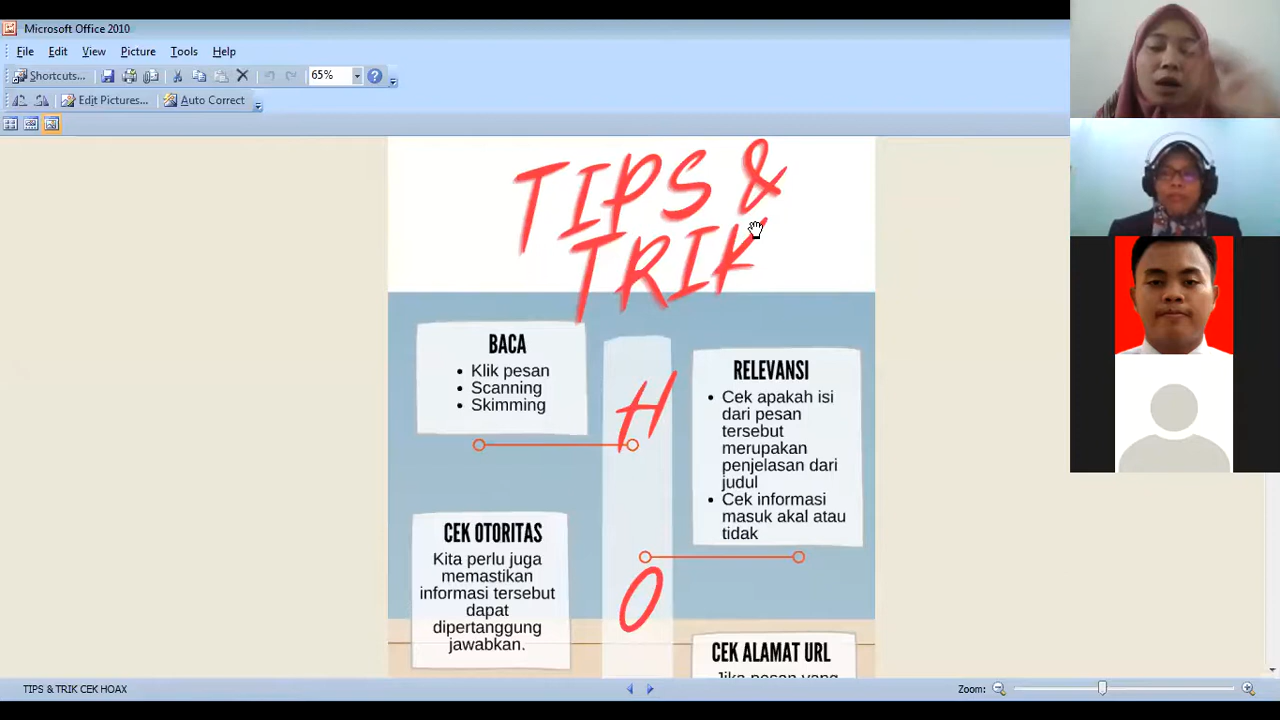 Microsoft Office 2010
File Edit View Picture Tools Help
Shortcuts... 65%
Edit Pictures... Auto Correct
TIPS &
TRIK
BACA
• Klik pesan
• Scanning
• Skimming
H
RELEVANSI
• Cek apakah isi
dari pesan
tersebut
merupakan
penjelasan dari
judul
• Cek informasi
masuk akal atau
tidak
CEK OTORITAS
Kita perlu juga
memastikan
informasi tersebut
dapat
dipertanggung
jawabkan.
O
CEK ALAMAT URL
Jika pesan yang
TIPS & TRIK CEK HOAX
Zoom: